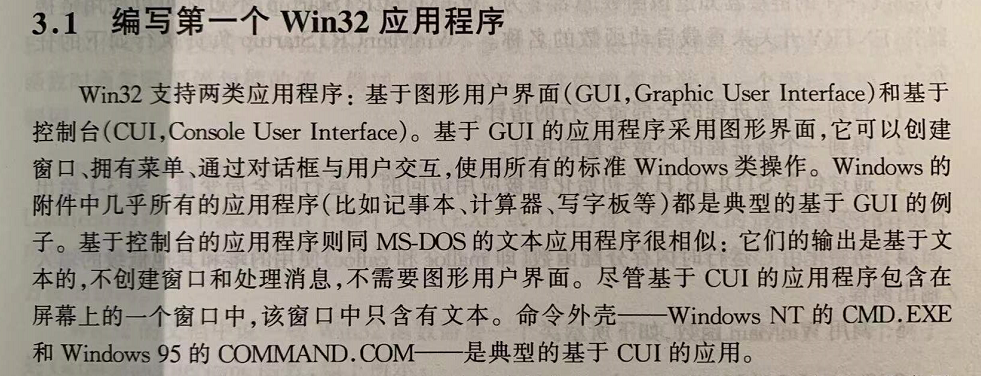 3.1 编写第一个 Win32 应用程序
Win32 支持两类应用程序：基于图形用户界面(GUI,Graphic User Interface)和基于
控制台(CUI,Console User Interface)。基于 GUI 的应用程序采用图形界面,它可以创建
窗口、拥有菜单、通过对话框与用户交互,使用所有的标准 Windows 类操作。Windows 的
附件中几乎所有的应用程序(比如记事本、计算器、写字板等)都是典型的基于 GUI 的例
子。基于控制台的应用程序则同 MS-DOS 的文本应用程序很相似：它们的输出是基于文
本的,不创建窗口和处理消息,不需要图形用户界面。尽管基于 CUI 的应用程序包含在
屏幕上的一个窗口中,该窗口中只含有文本。命令外壳——Windows NT 的 CMD.EXE
和 Windows 95 的 COMMAND.COM——是典型的基于 CUI 的应用。